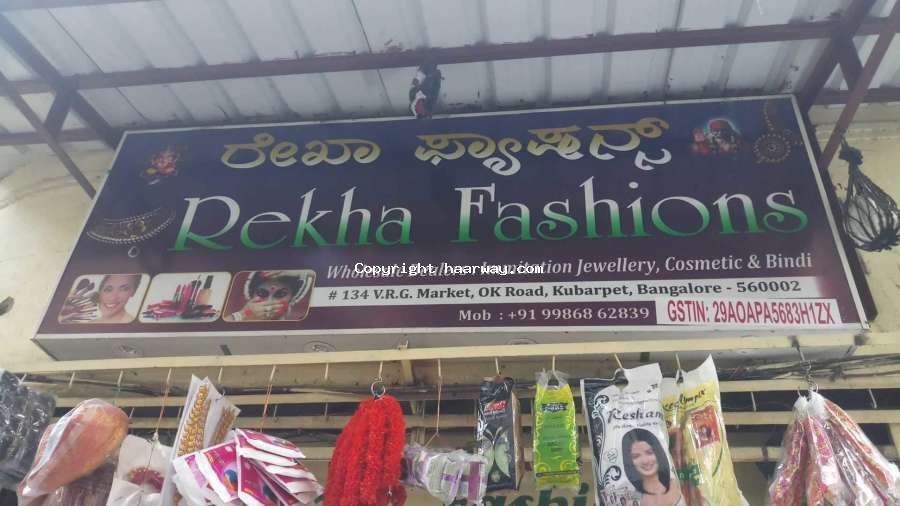 ರೇಖಾ ಫ್ಯಾಷನ್ಸ್
Rekha Fashions
Copyright haarway.com
Imitation Jewellery, Cosmetic & Bindi
# 134 V.R.G. Market, OK Road, Kubarpet, Bangalore - 560002
Mob : +91 99868 62839
GSTIN: 29AOAPA5683H1ZX
Resham